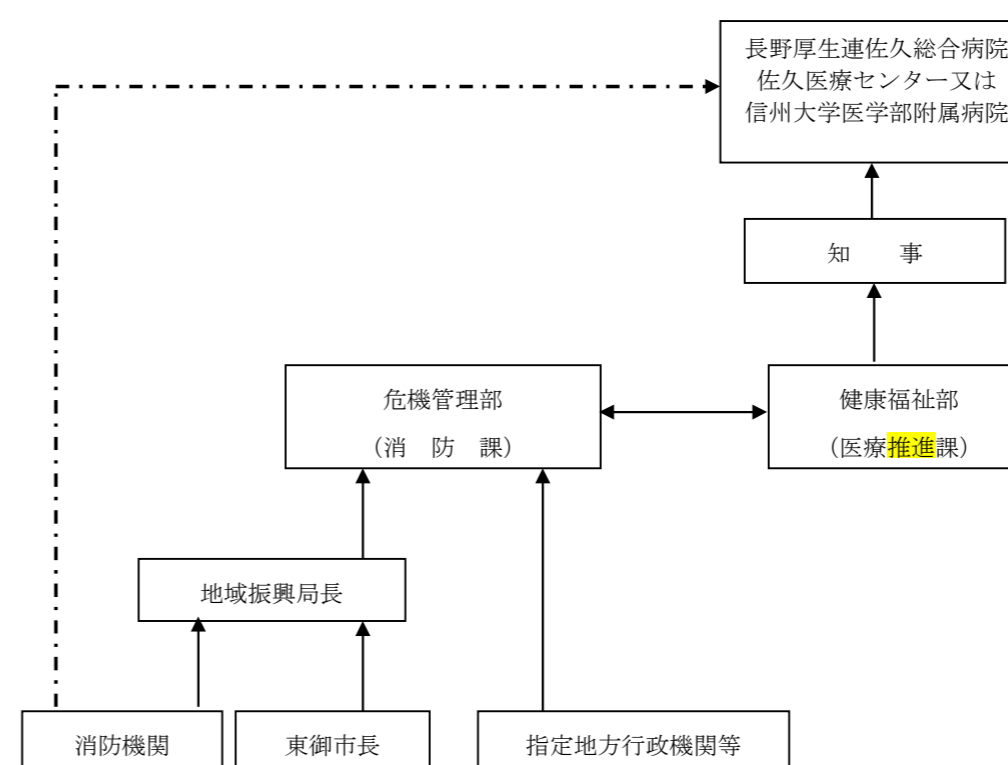 長野厚生連佐久総合病院
佐久医療センター又は
信州大学医学部附属病院
知　　事
危機管理部
（消　防　課）
健康福祉部
（医療推進課）
地域振興局長
消防機関
東御市長
指定地方行政機関等